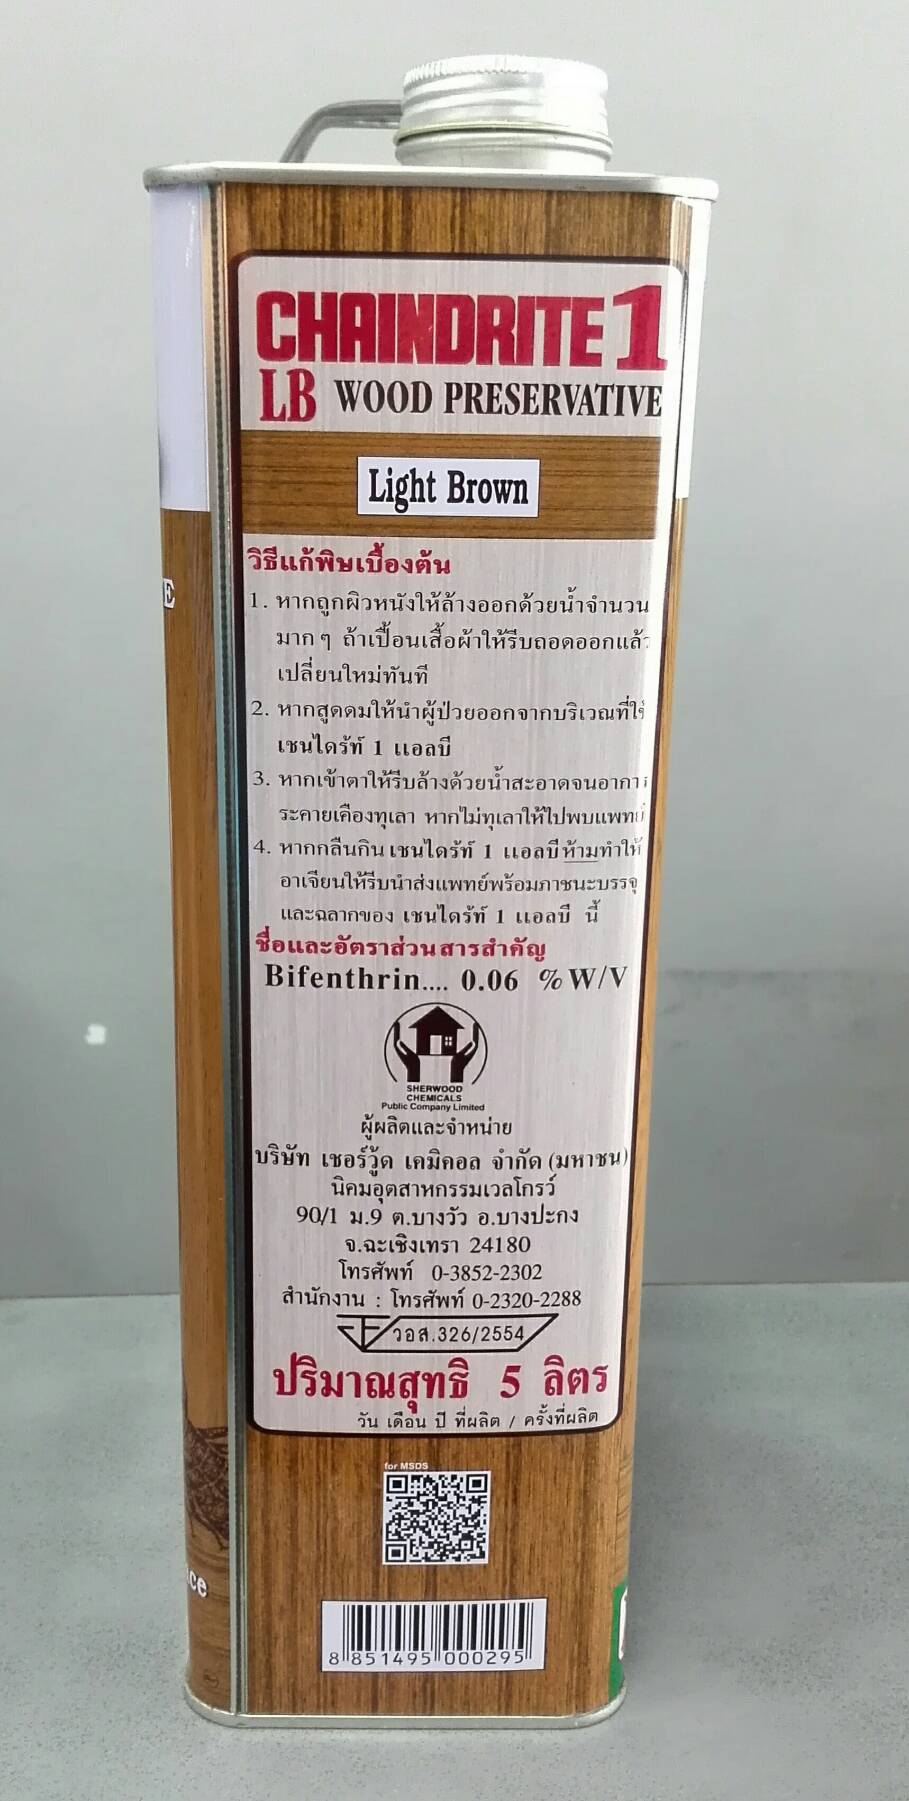 CHAINDRITE 1
LB WOOD PRESERVATIVE
Light Brown
วิธีแก้พิษเบื้องต้น
1. หากถูกผิวหนังให้ล้างออกด้วยน้ำจำนวน
มาก ๆ ถ้าเปื้อนเสื้อผ้าให้รีบถอดออกแล้ว
เปลี่ยนใหม่ทันที
2. หากสูดดมให้นำผู้ป่วยออกจากบริเวณที่ใช้
เชนไดร้ท์ 1 แอลบี
3. หากเข้าตาให้รีบล้างด้วยน้ำสะอาดจนอาการ
ระคายเคืองทุเลา หากไม่ทุเลาให้ไปพบแพทย์
4. หากกลืนกิน เชนไดร้ท์ 1 แอลบี ห้ามทำให้
อาเจียนให้รีบนำส่งแพทย์พร้อมภาชนะบรรจุ
และฉลากของ เชนไดร้ท์ 1 แอลบี นี้
ชื่อและอัตราส่วนสารสำคัญ
Bifenthrin.... 0.06 % W/V
SHERWOOD
CHEMICALS
Public Company Limited
ผู้ผลิตและจำหน่าย
บริษัท เชอร์วู้ด เคมิคอล จำกัด (มหาชน)
นิคมอุตสาหกรรมเวลโกรว์
90/1 ม.9 ต.บางวัว อ.บางปะกง
จ.ฉะเชิงเทรา 24180
โทรศัพท์ 0-3852-2302
สำนักงาน : โทรศัพท์ 0-2320-2288
วอส.326/2554
ปริมาณสุทธิ 5 ลิตร
วัน เดือน ปี ที่ผลิต / ครั้งที่ผลิต
for MSDS
8 851495 000295